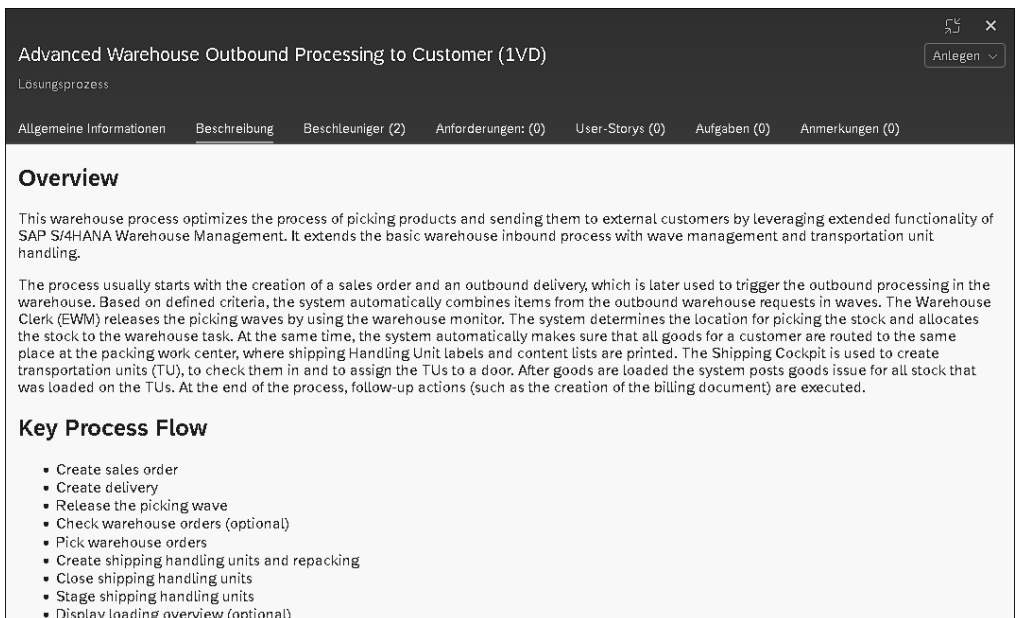 Advanced Warehouse Outbound Processing to Customer (1VD)
Anlegen
Lösungsprozess
Allgemeine Informationen Beschreibung Beschleuniger (2) Anforderungen: (0) User-Storys (0) Aufgaben (0) Anmerkungen (0)
Overview
This warehouse process optimizes the process of picking products and sending them to external customers by leveraging extended functionality of
SAP S/4HANA Warehouse Management. It extends the basic warehouse inbound process with wave management and transportation unit
handling.
The process usually starts with the creation of a sales order and an outbound delivery, which is later used to trigger the outbound processing in the
warehouse. Based on defined criteria, the system automatically combines items from the outbound warehouse requests in waves. The Warehouse
Clerk (EWM) releases the picking waves by using the warehouse monitor. The system determines the location for picking the stock and allocates
the stock to the warehouse task. At the same time, the system automatically makes sure that all goods for a customer are routed to the same
place at the packing work center, where shipping Handling Unit labels and content lists are printed. The Shipping Cockpit is used to create
transportation units (TU), to check them in and to assign the TUs to a door. After goods are loaded the system posts goods issue for all stock that
was loaded on the TUs. At the end of the process, follow-up actions (such as the creation of the billing document) are executed.
Key Process Flow
• Create sales order
• Create delivery
• Release the picking wave
• Check warehouse orders (optional)
• Pick warehouse orders
• Create shipping handling units and repacking
• Close shipping handling units
• Stage shipping handling units
• Display loading overview (optional)